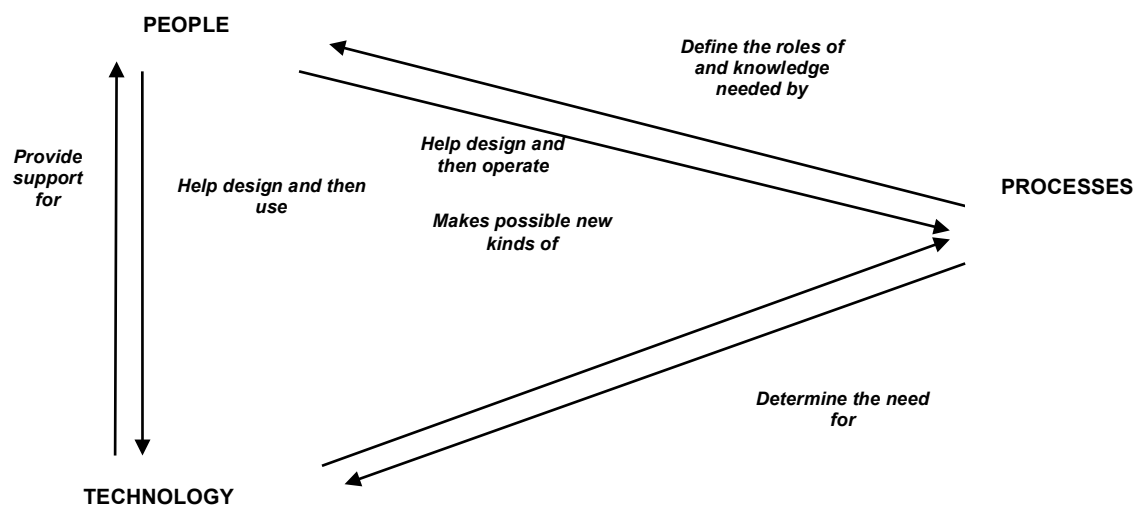 PEOPLE
Define the roles of
and knowledge
needed by
Help design and
then operate
Provide
support
for
Help design and then
use
PROCESSES
Makes possible new
kinds of
Determine the need
for
TECHNOLOGY